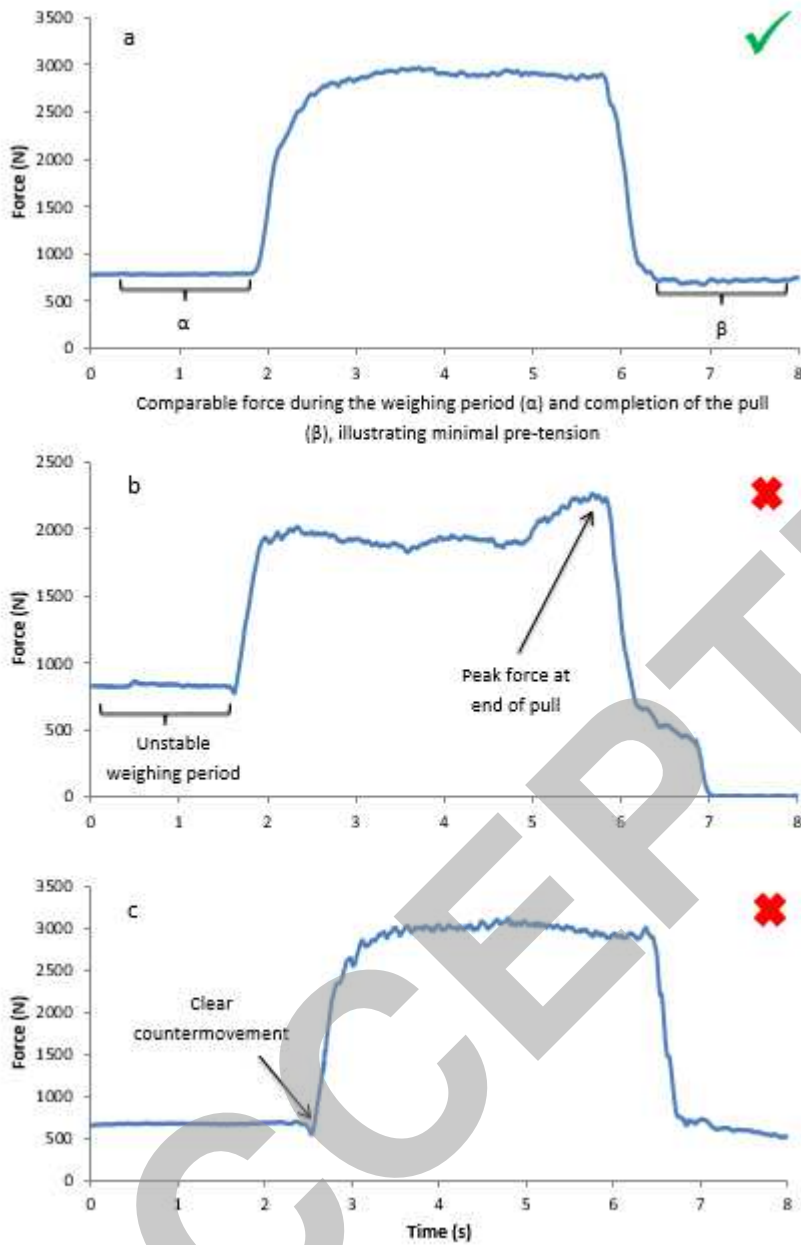 a
3500
3000
2500
2000
1500
1000
500
0
Force (N)
α
β
0 1 2 3 4 5 6 7 8
Comparable force during the weighing period (α) and completion of the pull
(β), illustrating minimal pre-tension
b
2500
2000
1500
1000
500
0
Force (N)
Peak force at
end of pull
Unstable
weighing period
0 1 2 3 4 5 6 7 8
c
3500
3000
2500
2000
1500
1000
500
0
Force (N)
Clear
countermovement
0 1 2 3 4 5 6 7 8
Time (s)
CCEPT